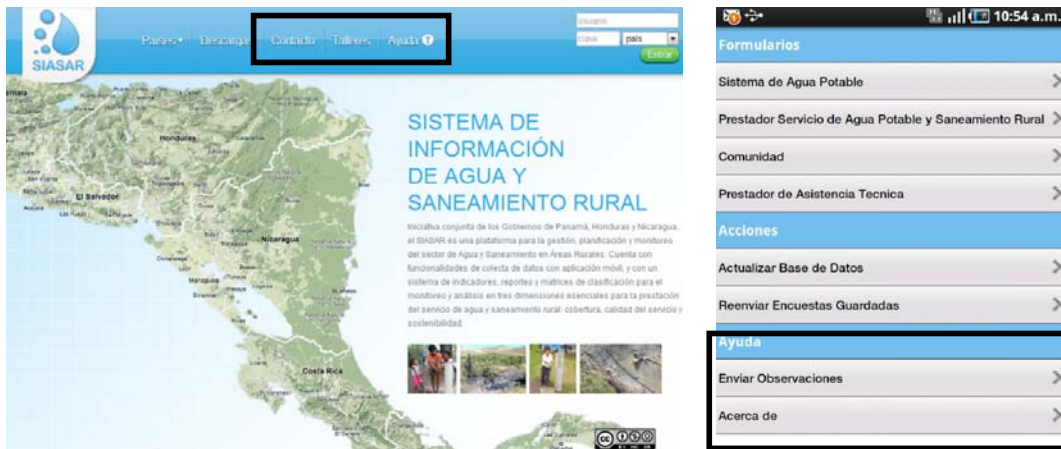 SIASAR
Países Descarga Contacto Talleres Ayuda ?
usuario
clave país
Entrar
Honduras
El Salvador
Nicaragua
Managua
Costa Rica
SISTEMA DE
INFORMACIÓN
DE AGUA Y
SANEAMIENTO RURAL
Iniciativa conjunta de los Gobiernos de Panamá, Honduras y Nicaragua,
el SIASAR es una plataforma para la gestión, planificación y monitoreo
del sector de Agua y Saneamiento en Áreas Rurales. Cuenta con
funcionalidades de colecta de datos con aplicación móvil, y con un
sistema de indicadores, reportes y matrices de clasificación para el
monitoreo y análisis en tres dimensiones esenciales para la prestación
del servicio de agua y saneamiento rural: cobertura, calidad del servicio y
sostenibilidad.
10:54 a.m.
Formularios
Sistema de Agua Potable
Prestador Servicio de Agua Potable y Saneamiento Rural
Comunidad
Prestador de Asistencia Tecnica
Acciones
Actualizar Base de Datos
Reenviar Encuestas Guardadas
Ayuda
Enviar Observaciones
Acerca de